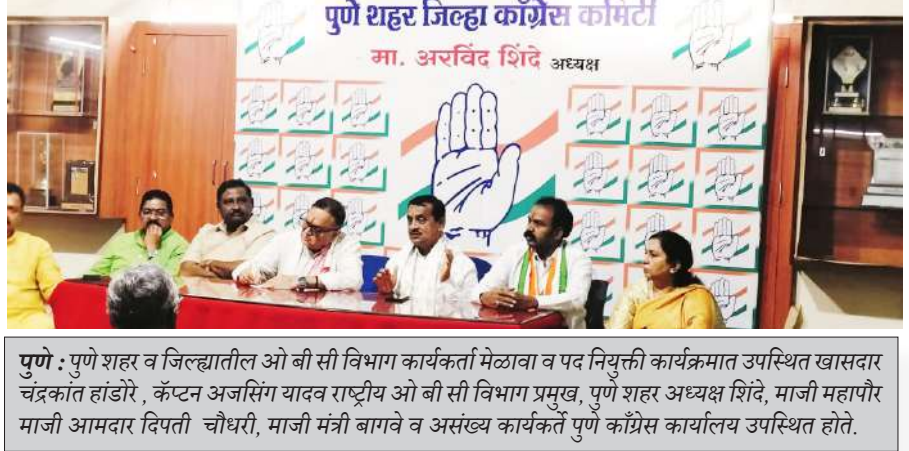 पुणे शहर जिल्हा काँग्रेस कमिटी
मा. अरविंद शिंदे अध्यक्ष
पुणे : पुणे शहर व जिल्ह्यातील ओ बी सी विभाग कार्यकर्ता मेळावा व पद नियुक्ती कार्यक्रमात उपस्थित खासदार
चंद्रकांत हांडोरे , कॅप्टन अजसिंग यादव राष्ट्रीय ओ बी सी विभाग प्रमुख, पुणे शहर अध्यक्ष शिंदे, माजी महापौर
माजी आमदार दिपती चौधरी, माजी मंत्री बागवे व असंख्य कार्यकर्ते पुणे काँग्रेस कार्यालय उपस्थित होते.